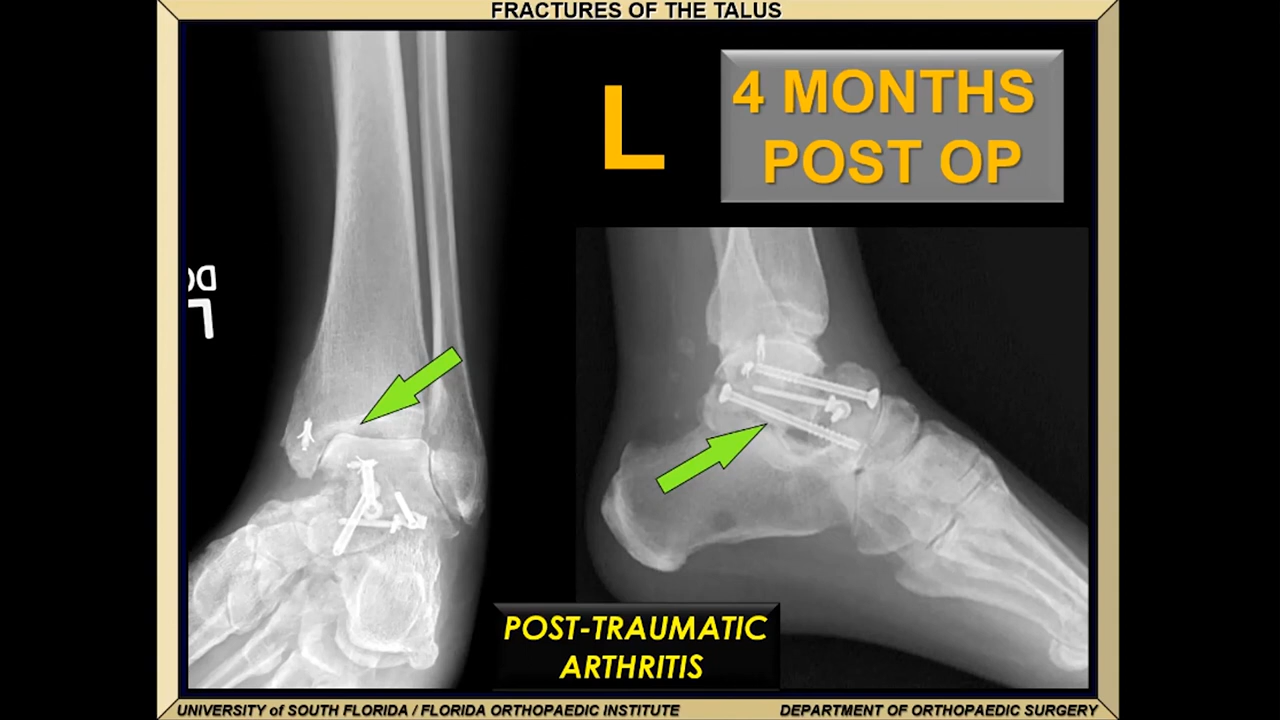 FRACTURES OF THE TALUS
L
4 MONTHS
POST OP
L
POST-TRAUMATIC
ARTHRITIS
UNIVERSITY of SOUTH FLORIDA / FLORIDA ORTHOPAEDIC INSTITUTE
DEPARTMENT OF ORTHOPAEDIC SURGERY